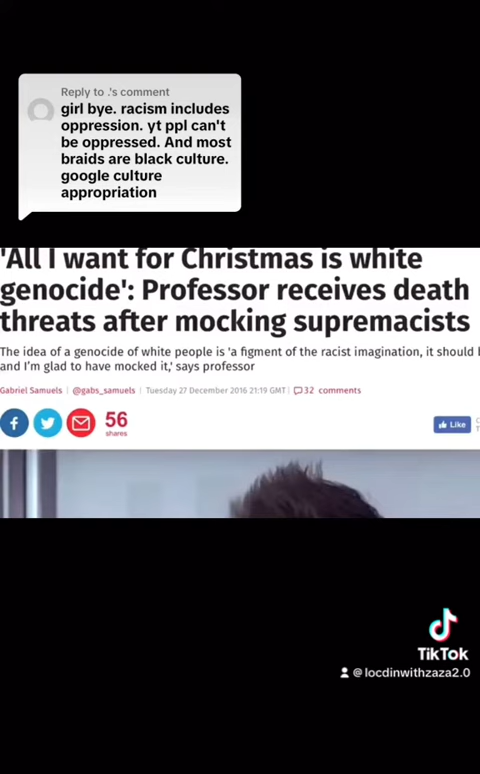 Reply to .'s comment
girl bye. racism includes
oppression. yt ppl can't
be oppressed. And most
braids are black culture.
google culture
appropriation
'All I want for Christmas is white
genocide': Professor receives death
threats after mocking supremacists
The idea of a genocide of white people is 'a figment of the racist imagination, it should
and I'm glad to have mocked it,' says professor
Gabriel Samuels | @gabs_samuels | Tuesday 27 December 2016 21:19 GMT | 32 comments
56
shares
Like
TikTok
@locdinwithzaza2.0